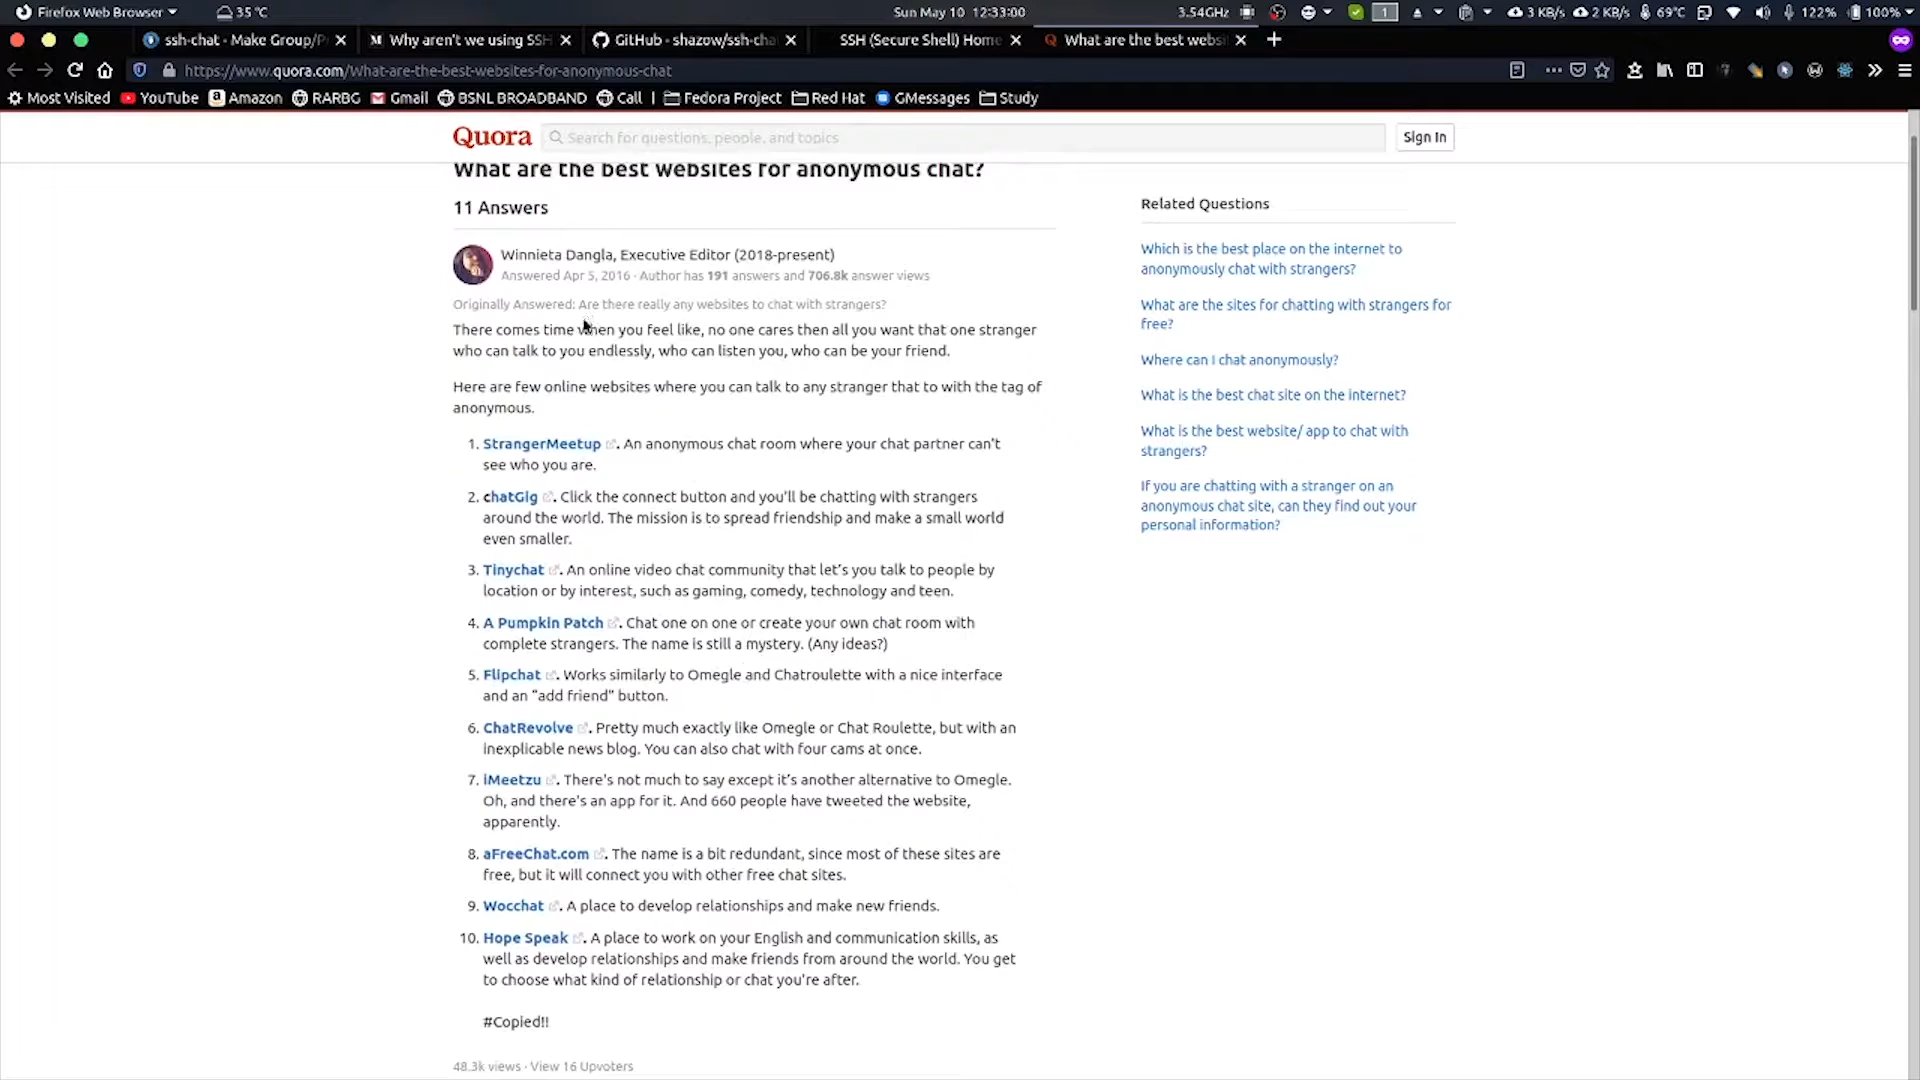 Firefox Web Browser 35 °C Sun May 10 12:33:00 3.54GHz 1 3 KB/s 2 KB/s 69°C 122% 100%
ssh-chat - Make Group/P Why aren't we using SSH GitHub - shazow/ssh-cha SSH (Secure Shell) Home What are the best websi
https://www.quora.com/What-are-the-best-websites-for-anonymous-chat
Most Visited YouTube Amazon RARBG Gmail BSNL BROADBAND Call | Fedora Project Red Hat GMessages Study
Quora Search for questions, people, and topics Sign In
What are the best websites for anonymous chat?
11 Answers
Winnieta Dangla, Executive Editor (2018-present)
Answered Apr 5, 2016 · Author has 191 answers and 706.8k answer views
Originally Answered: Are there really any websites to chat with strangers?
There comes time when you feel like, no one cares then all you want that one stranger
who can talk to you endlessly, who can listen you, who can be your friend.
Here are few online websites where you can talk to any stranger that to with the tag of
anonymous.
1. StrangerMeetup. An anonymous chat room where your chat partner can't
see who you are.
2. chatGig. Click the connect button and you'll be chatting with strangers
around the world. The mission is to spread friendship and make a small world
even smaller.
3. Tinychat. An online video chat community that let's you talk to people by
location or by interest, such as gaming, comedy, technology and teen.
4. A Pumpkin Patch. Chat one on one or create your own chat room with
complete strangers. The name is still a mystery. (Any ideas?)
5. Flipchat. Works similarly to Omegle and Chatroulette with a nice interface
and an "add friend" button.
6. ChatRevolve. Pretty much exactly like Omegle or Chat Roulette, but with an
inexplicable news blog. You can also chat with four cams at once.
7. iMeetzu. There's not much to say except it's another alternative to Omegle.
Oh, and there's an app for it. And 660 people have tweeted the website,
apparently.
8. aFreeChat.com. The name is a bit redundant, since most of these sites are
free, but it will connect you with other free chat sites.
9. Wocchat. A place to develop relationships and make new friends.
10. Hope Speak. A place to work on your English and communication skills, as
well as develop relationships and make friends from around the world. You get
to choose what kind of relationship or chat you're after.
#Copied!!
48.3k views · View 16 Upvoters
Related Questions
Which is the best place on the internet to
anonymously chat with strangers?
What are the sites for chatting with strangers for
free?
Where can I chat anonymously?
What is the best chat site on the internet?
What is the best website/ app to chat with
strangers?
If you are chatting with a stranger on an
anonymous chat site, can they find out your
personal information?